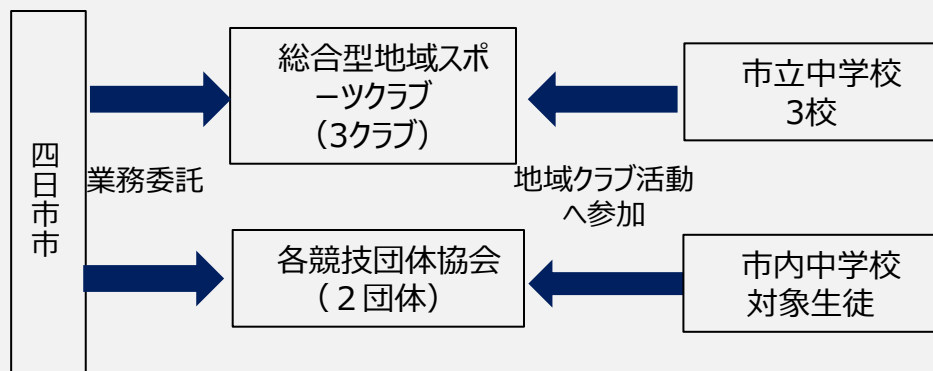 四日市市
業務委託
総合型地域スポ
ーツクラブ
（3クラブ）
各競技団体協会
（２団体）
地域クラブ活動
へ参加
市立中学校
3校
市内中学校
対象生徒